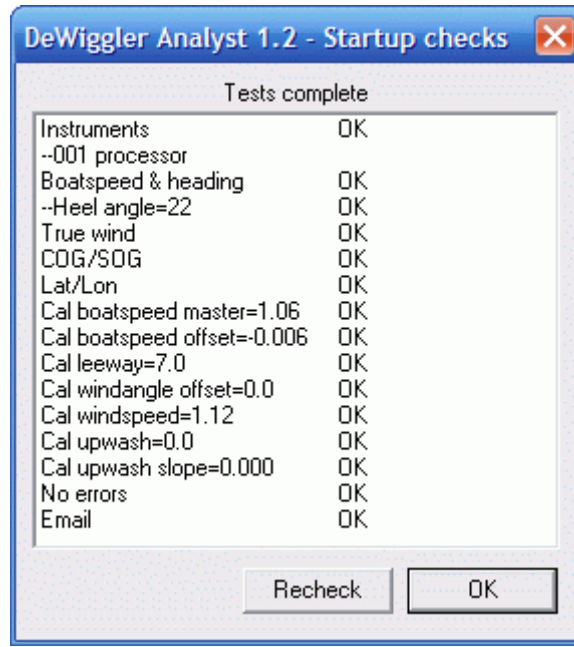 DeWiggler Analyst 1.2 - Startup checks
Tests complete
Instruments OK
--001 processor
Boatspeed & heading OK
--Heel angle=22 OK
True wind OK
COG/SOG OK
Lat/Lon OK
Cal boatspeed master=1.06 OK
Cal boatspeed offset=-0.006 OK
Cal leeway=7.0 OK
Cal windangle offset=0.0 OK
Cal windspeed=1.12 OK
Cal upwash=0.0 OK
Cal upwash slope=0.000 OK
No errors OK
Email OK
Recheck OK